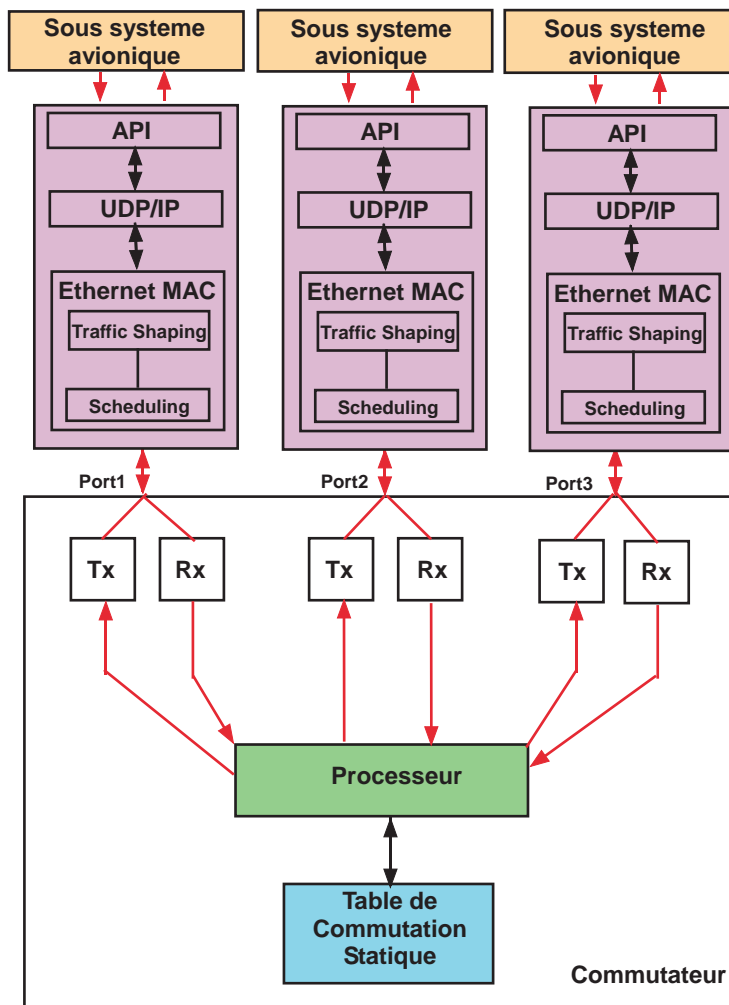 Sous systeme
avionique
Sous systeme
avionique
Sous systeme
avionique
API
UDP/IP
Ethernet MAC
Traffic Shaping
Scheduling
API
UDP/IP
Ethernet MAC
Traffic Shaping
Scheduling
API
UDP/IP
Ethernet MAC
Traffic Shaping
Scheduling
Port1
Port2
Port3
Tx
Rx
Tx
Rx
Tx
Rx
Processeur
Table de
Commutation
Statique
Commutateur